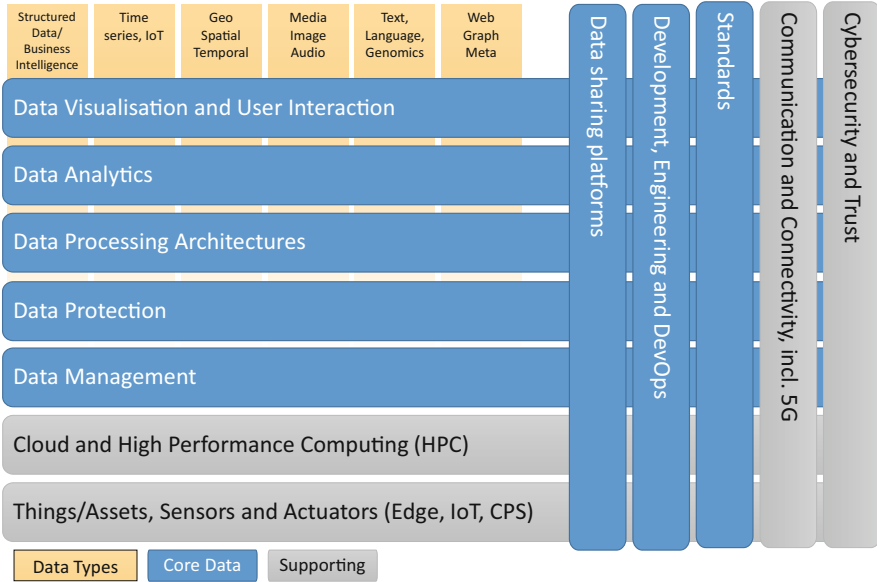 Structured
Data/
Business
Intelligence
Time
series, IoT
Geo
Spatial
Temporal
Media
Image
Audio
Text,
Language,
Genomics
Web
Graph
Meta
Data sharing platforms
Development, Engineering and DevOps
Standards
Communication and Connectivity, incl. 5G
Cybersecurity and Trust
Data Visualisation and User Interaction
Data Analytics
Data Processing Architectures
Data Protection
Data Management
Cloud and High Performance Computing (HPC)
Things/Assets, Sensors and Actuators (Edge, IoT, CPS)
Data Types
Core Data
Supporting